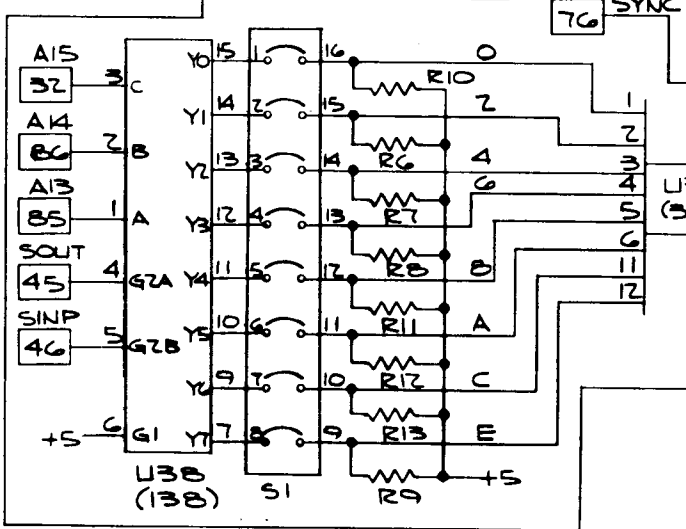 SYNC
76
A15
32 3 C
A14
86 2 B
A13
85 1 A
SOUT
45 4 G2A
SINP
46 5 G2B
+5 6 G1
Y0 15 1 16 0
Y1 14 2 15 2
Y2 13 3 14 4
Y3 12 4 13 6
Y4 11 5 12 8
Y5 10 6 11 A
Y6 9 7 10 C
Y7 7 8 9 E
R10
R6
R7
R8
R11
R12
R13
R9
+5
U38
(138)
S1
1
2
3
4
5
6
11
12